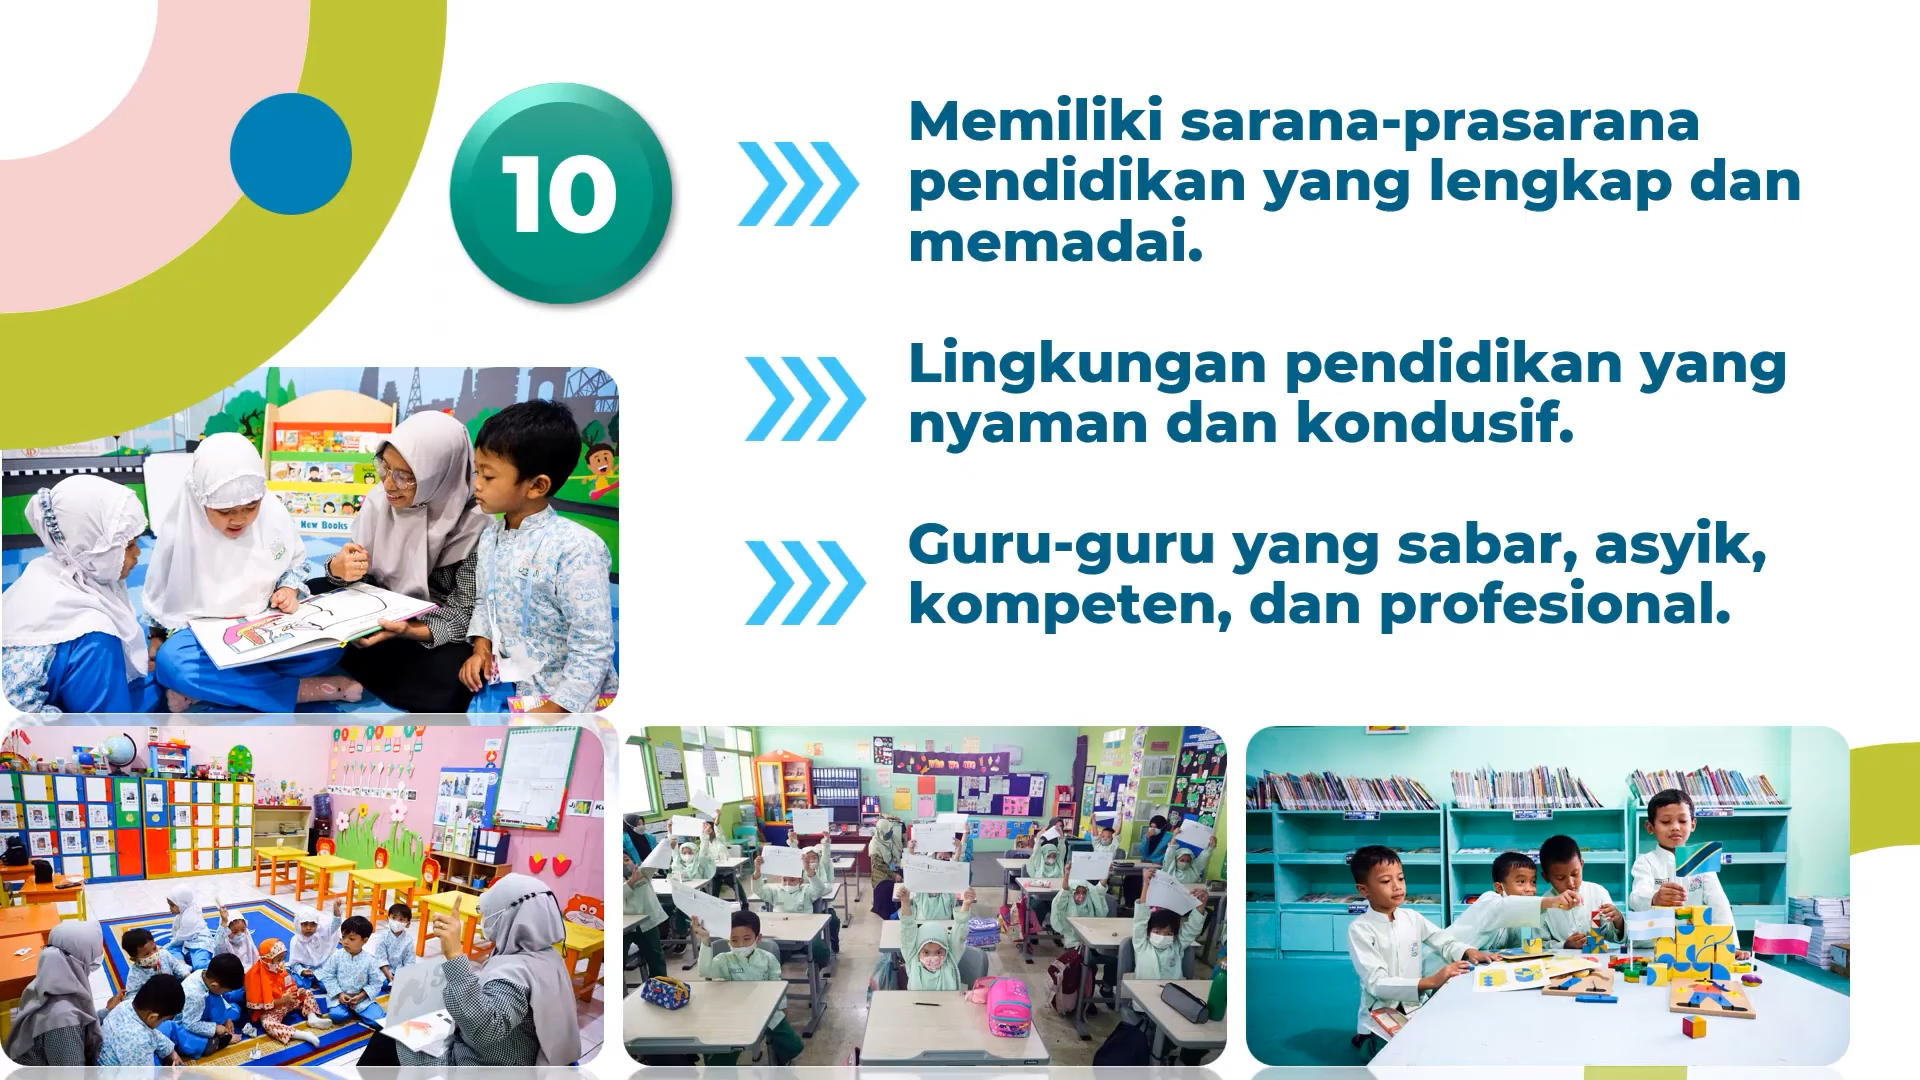 10
Memiliki sarana-prasarana
pendidikan yang lengkap dan
memadai.
Lingkungan pendidikan yang
nyaman dan kondusif.
Guru-guru yang sabar, asyik,
kompeten, dan profesional.
New Books